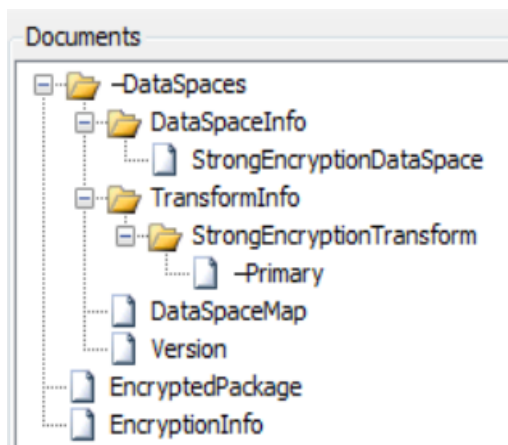 Documents
–DataSpaces
DataSpaceInfo
StrongEncryptionDataSpace
TransformInfo
StrongEncryptionTransform
–Primary
DataSpaceMap
Version
EncryptedPackage
EncryptionInfo